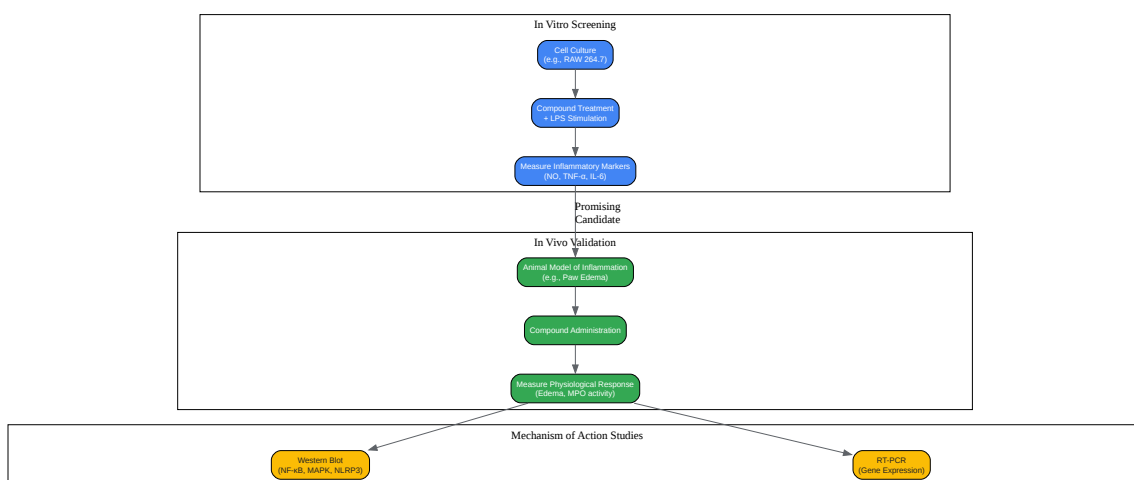 In Vitro Screening
Cell Culture
(e.g., RAW 264.7)
Compound Treatment
+ LPS Stimulation
Measure Inflammatory Markers
(NO, TNF-α, IL-6)
Promising
Candidate
In Vivo Validation
Animal Model of Inflammation
(e.g., Paw Edema)
Compound Administration
Measure Physiological Response
(Edema, MPO activity)
Mechanism of Action Studies
Western Blot
(NF-κB, MAPK, NLRP3)
RT-PCR
(Gene Expression)